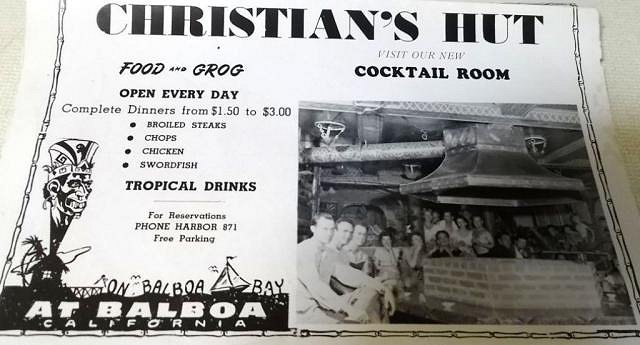 CHRISTIAN'S HUT
FOOD AND GROG
OPEN EVERY DAY
Complete Dinners from $1.50 to $3.00
• BROILED STEAKS
• CHOPS
• CHICKEN
• SWORDFISH
TROPICAL DRINKS
For Reservations
PHONE HARBOR 871
Free Parking
ON BALBOA BAY
AT BALBOA
CALIFORNIA
VISIT OUR NEW
COCKTAIL ROOM